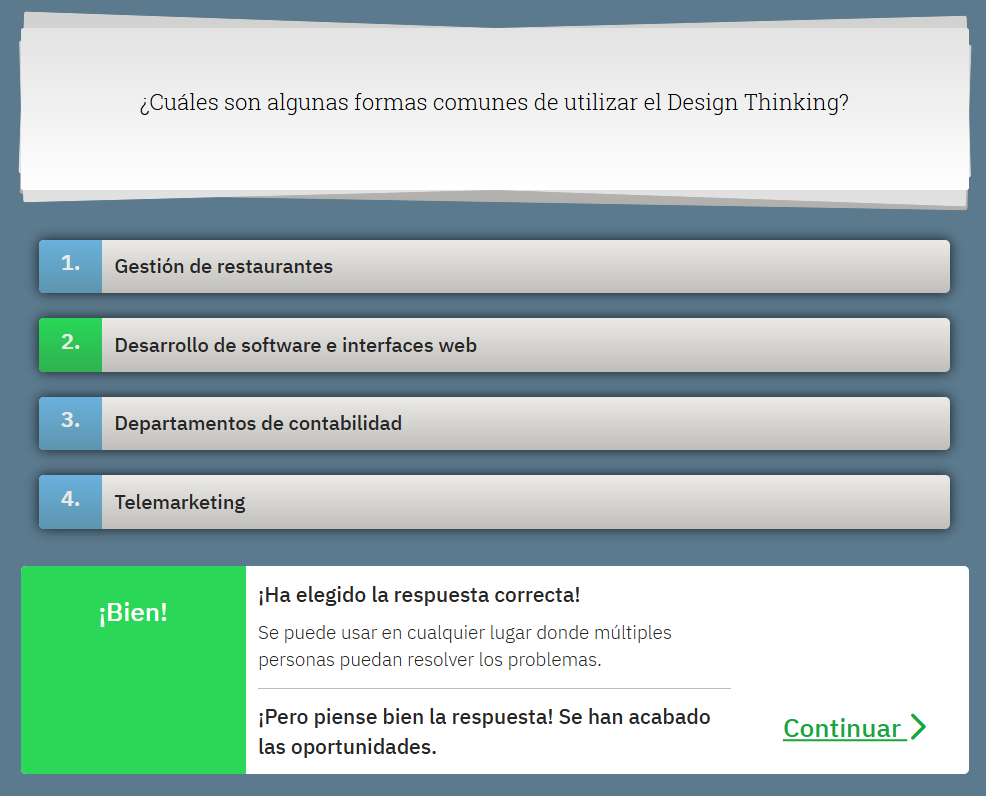 ¿Cuáles son algunas formas comunes de utilizar el Design Thinking?
1. Gestión de restaurantes
2. Desarrollo de software e interfaces web
3. Departamentos de contabilidad
4. Telemarketing
¡Bien!
¡Ha elegido la respuesta correcta!
Se puede usar en cualquier lugar donde múltiples
personas puedan resolver los problemas.
¡Pero piense bien la respuesta! Se han acabado
las oportunidades.
Continuar